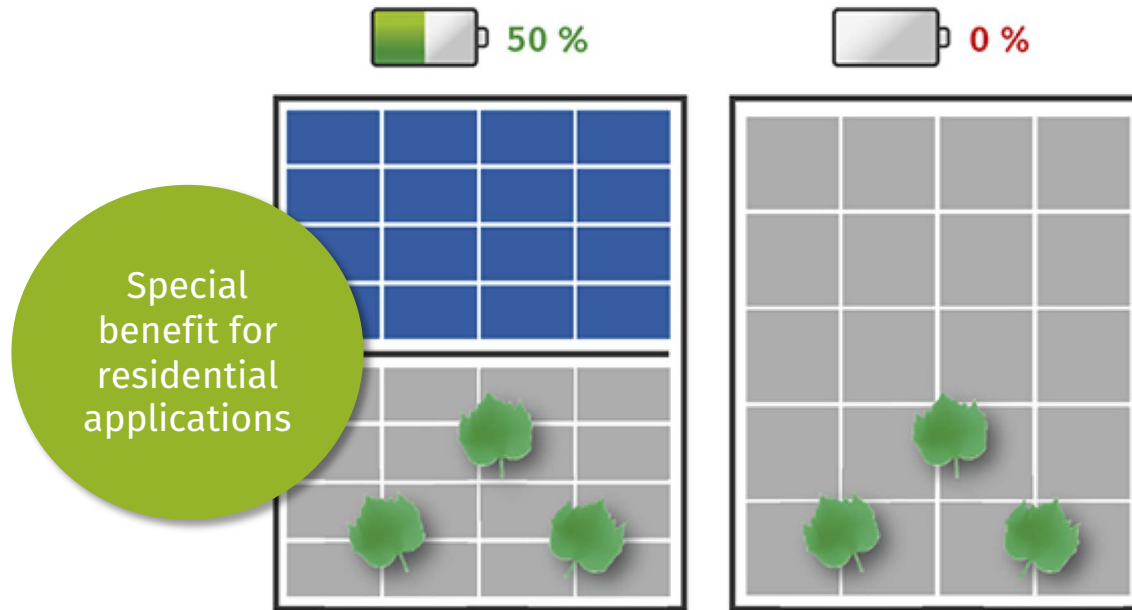 50 %
0 %
Special
benefit for
residential
applications